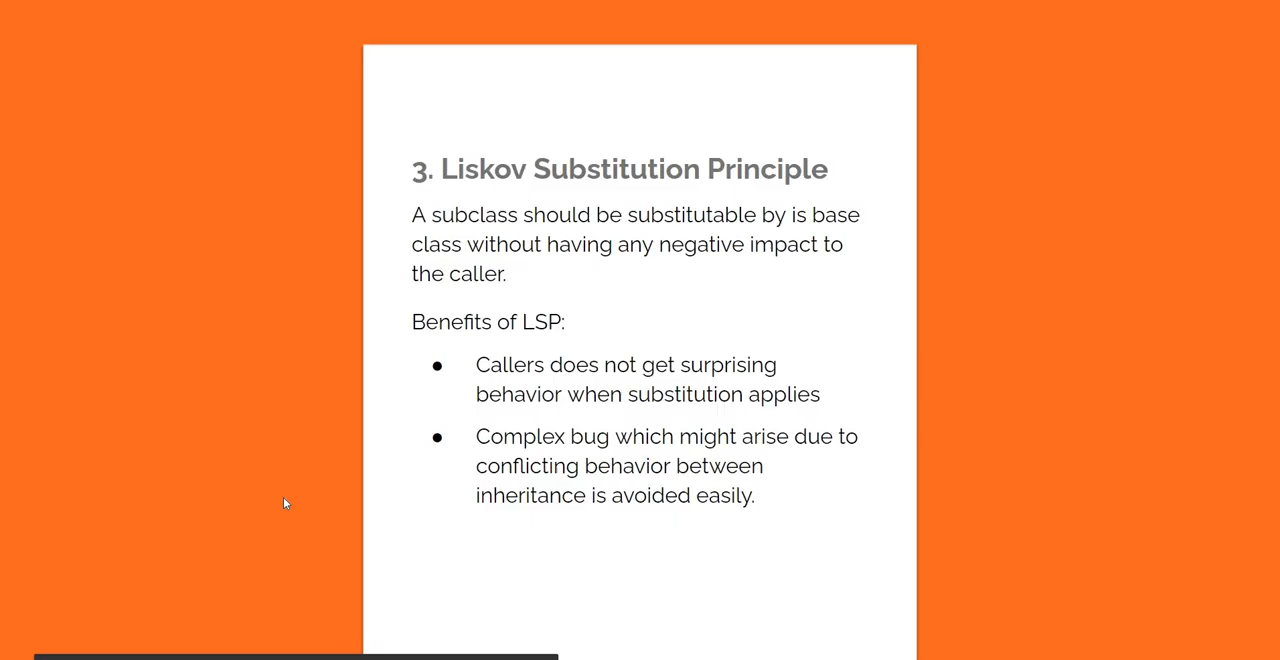 3. Liskov Substitution Principle
A subclass should be substitutable by is base
class without having any negative impact to
the caller.
Benefits of LSP:
● Callers does not get surprising
behavior when substitution applies
● Complex bug which might arise due to
conflicting behavior between
inheritance is avoided easily.